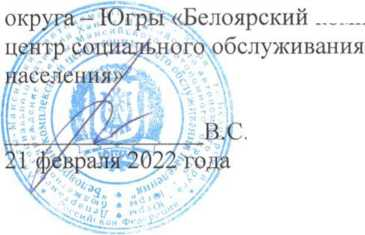 округа – Югры «Белоярский
центр социального обслуживания
населения»
В.С.
21 февраля 2022 года